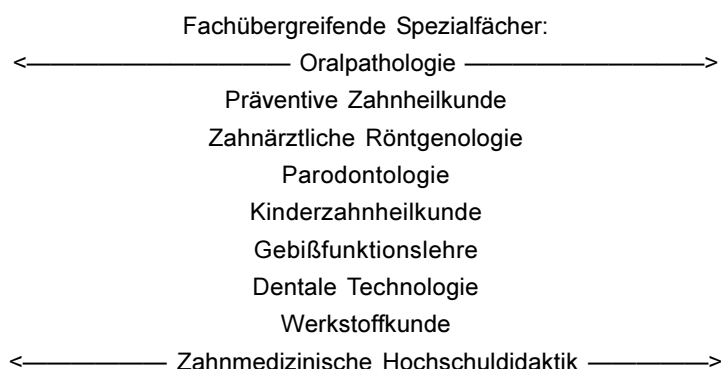 Fachübergreifende Spezialfächer:
<—————————— Oralpathologie —————————>
Präventive Zahnheilkunde
Zahnärztliche Röntgenologie
Parodontologie
Kinderzahnheilkunde
Gebißfunktionslehre
Dentale Technologie
Werkstoffkunde
<————— Zahnmedizinische Hochschuldidaktik ————>